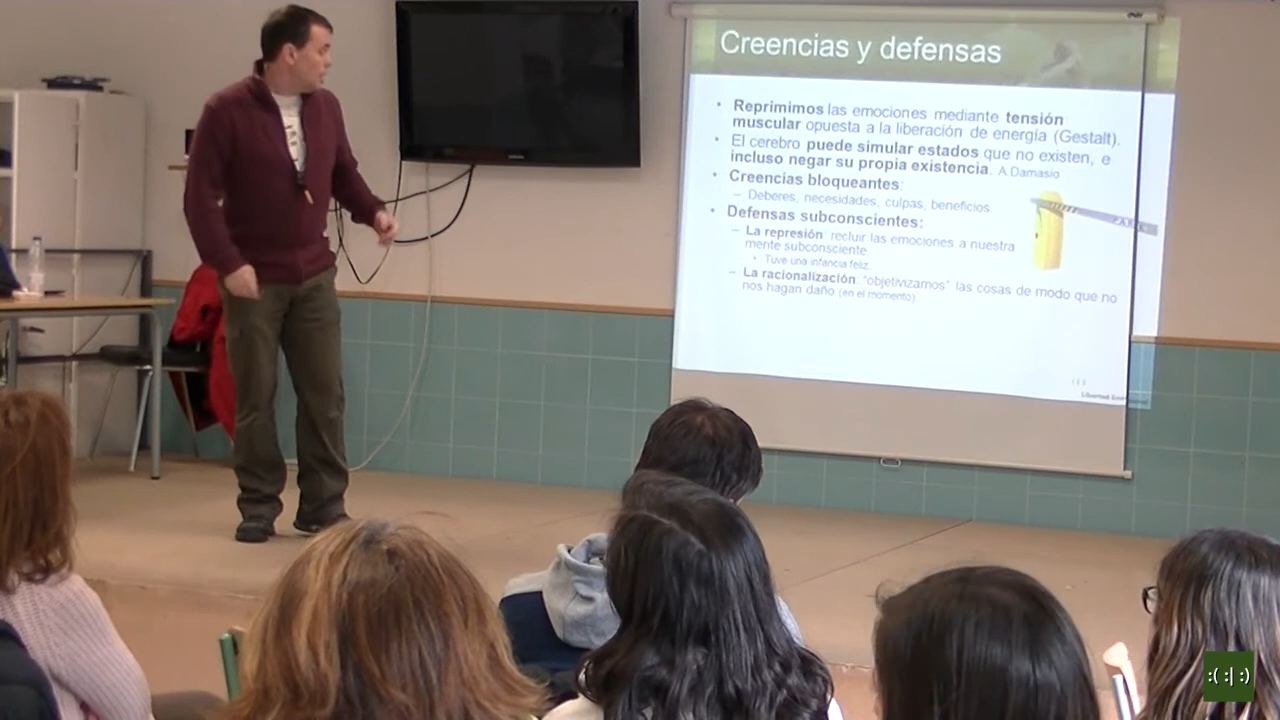 Creencias y defensas
• Reprimimos las emociones mediante tensión
muscular opuesta a la liberación de energía (Gestalt).
• El cerebro puede simular estados que no existen, e
incluso negar su propia existencia. A Damasio
• Creencias bloqueantes:
– Deberes, necesidades, culpas, beneficios
• Defensas subconscientes:
– La represión: recluir las emociones a nuestra
mente subconsciente.
• Tuve una infancia feliz.
– La racionalización: "objetivizamos" las cosas de modo que no
nos hagan daño (en el momento).
Libertad
:( :| :)